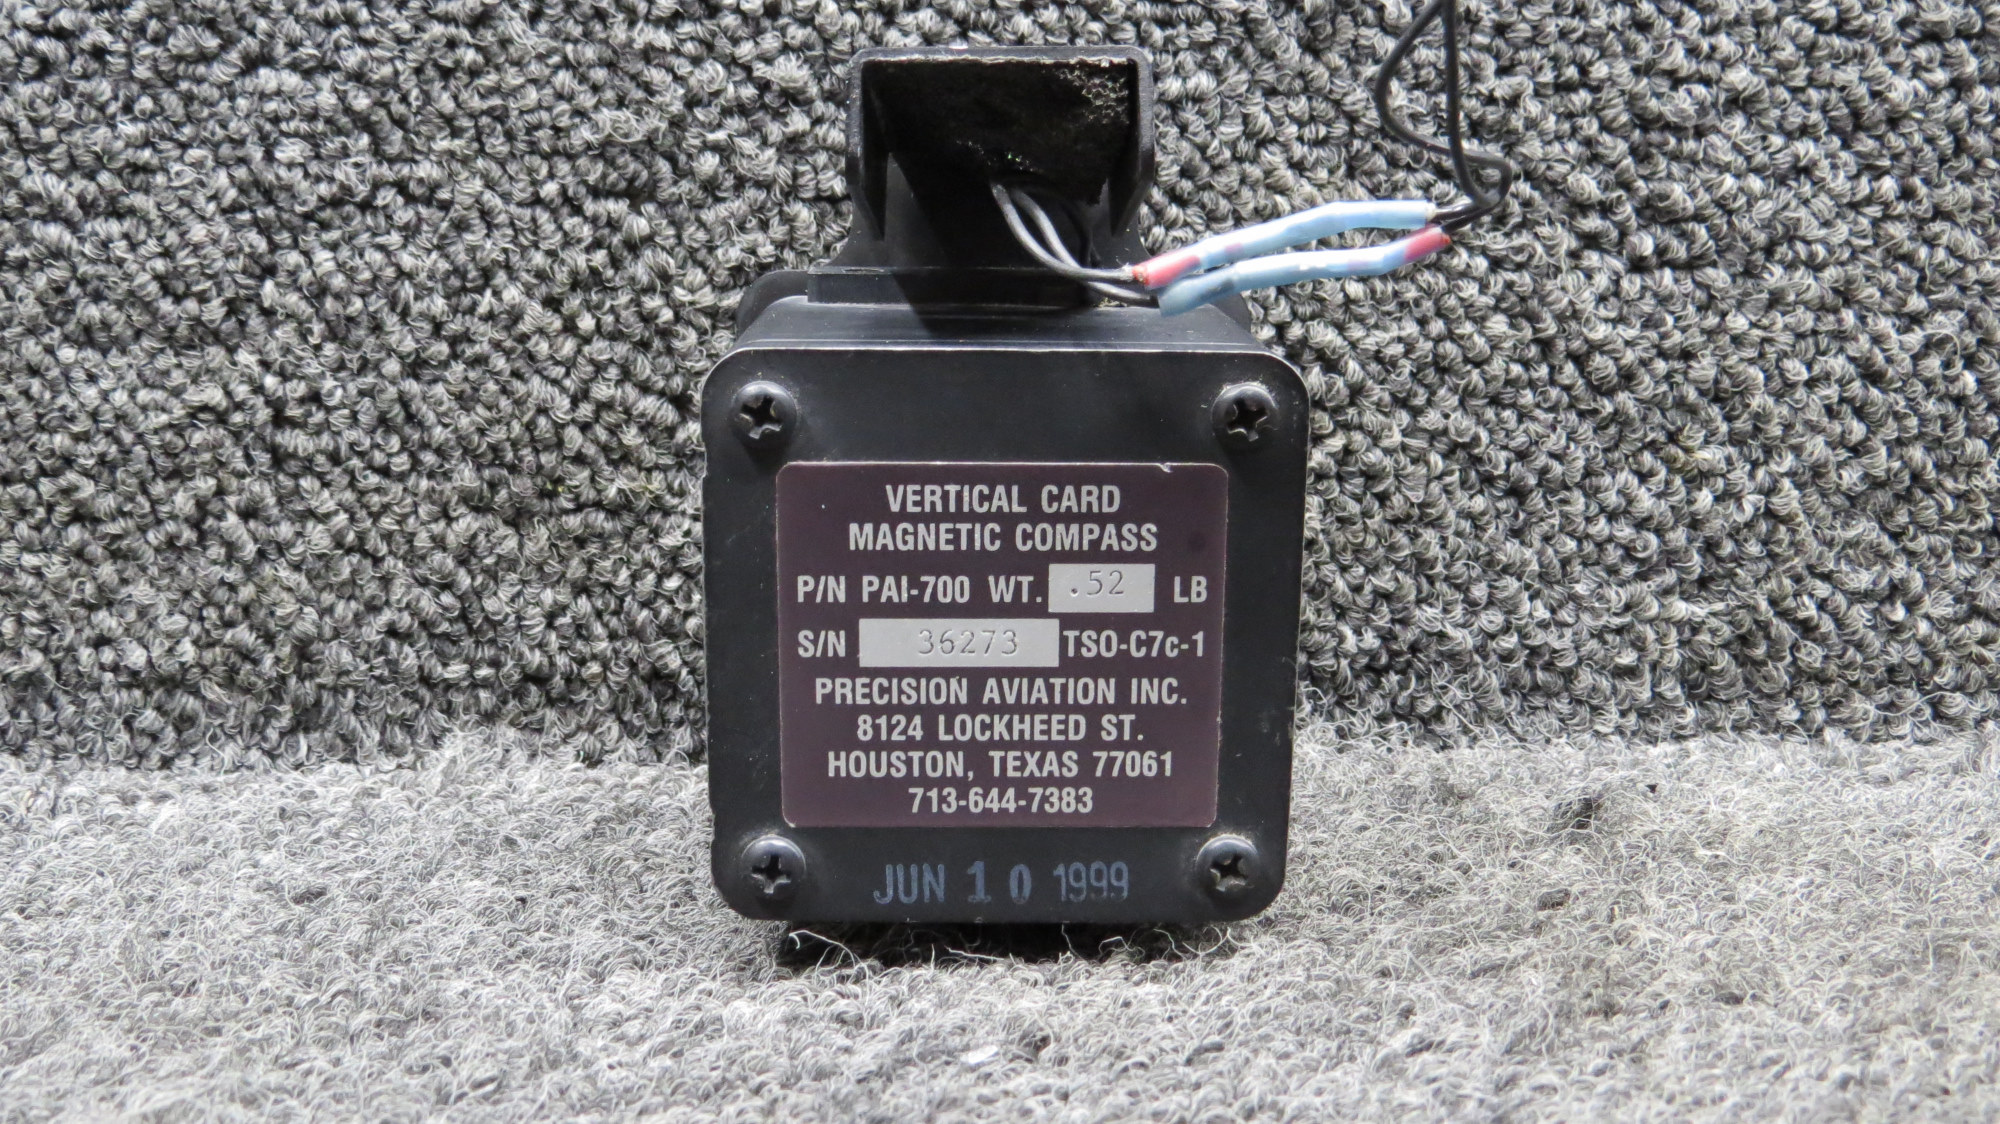 VERTICAL CARD
MAGNETIC COMPASS
P/N PAI-700 WT. .52 LB
S/N 36273 TSO-C7c-1
PRECISION AVIATION INC.
8124 LOCKHEED ST.
HOUSTON, TEXAS 77061
713-644-7383
JUN 10 1999